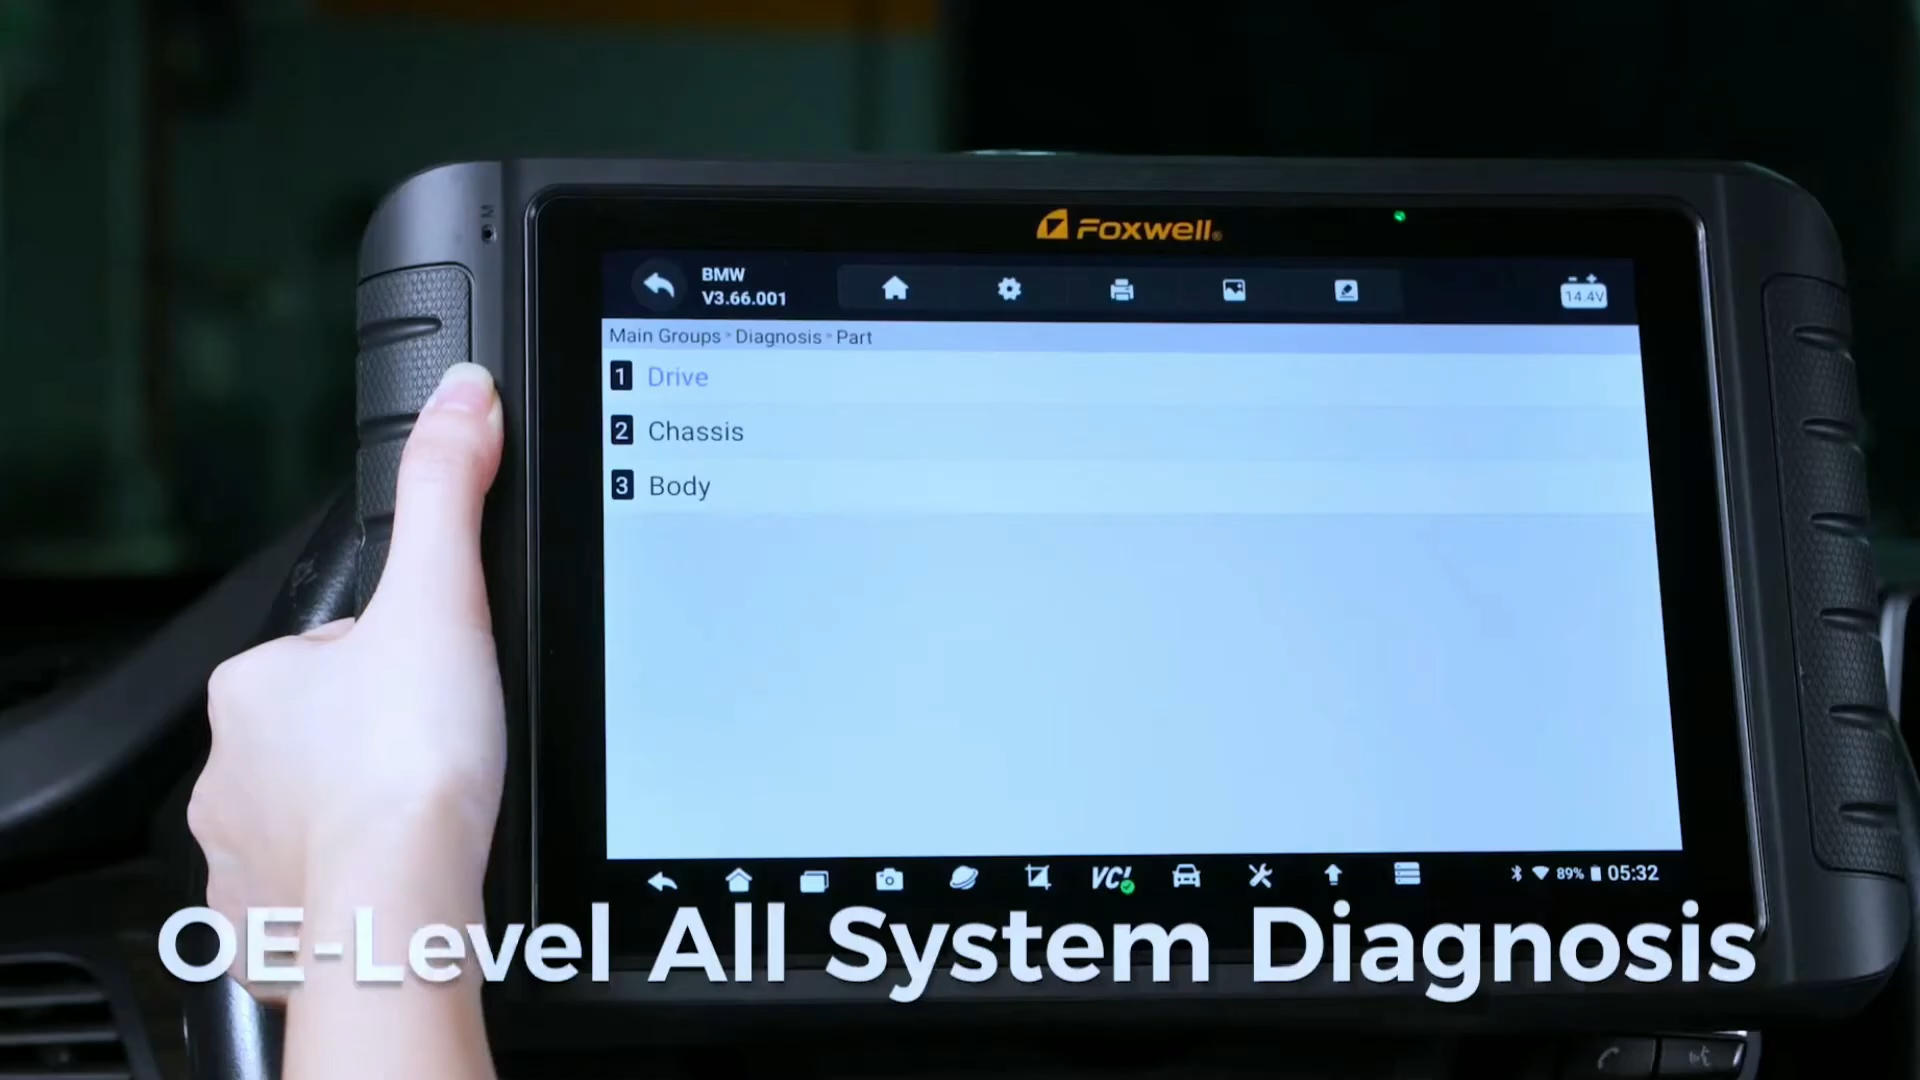 M
Foxwell®
BMW
V3.66.001
14.4V
Main Groups > Diagnosis > Part
1 Drive
2 Chassis
3 Body
VCI
89%
05:32
OE-Level All System Diagnosis